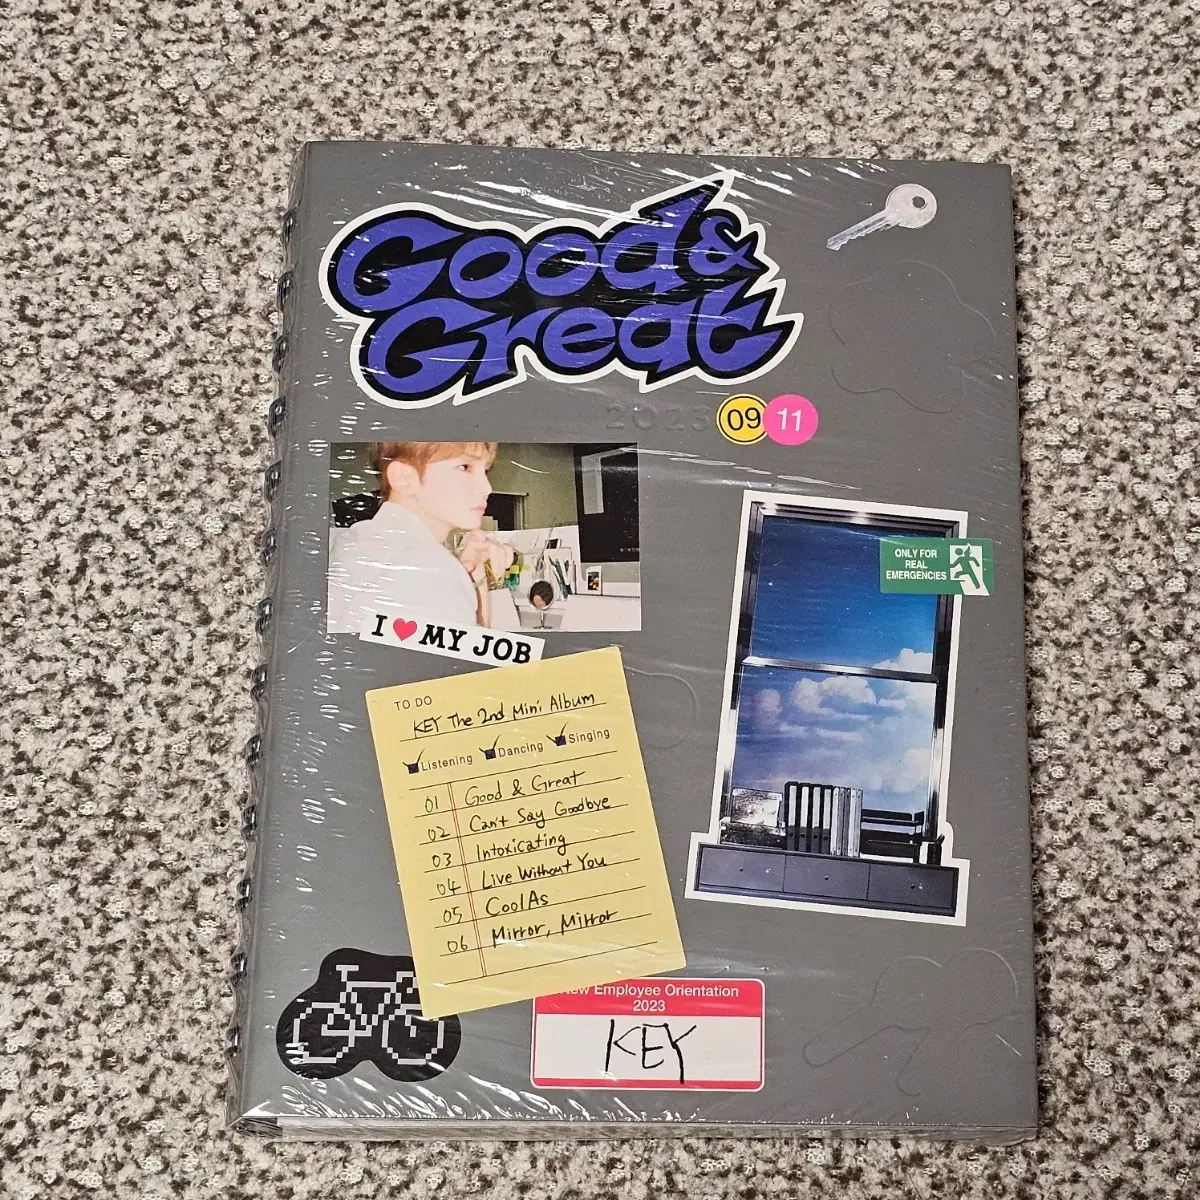 Good &
Great
2023 09 11
ONLY FOR
REAL
EMERGENCIES
I ♥ MY JOB
TO DO
KEY The 2nd Mini Album
Listening Dancing Singing
01 Good & Great
02 Can't Say Goodbye
03 Intoxicating
04 Live Without You
05 CoolAs
06 Mirror, Mirror
New Employee Orientation
2023
KEY